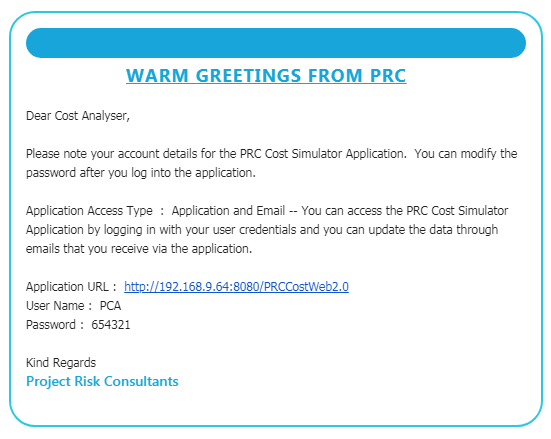 WARM GREETINGS FROM PRC
Dear Cost Analyser,
Please note your account details for the PRC Cost Simulator Application.  You can modify the
password after you log into the application.
Application Access Type  :  Application and Email -- You can access the PRC Cost Simulator
Application by logging in with your user credentials and you can update the data through
emails that you receive via the application.
Application URL :  http://192.168.9.64:8080/PRCCostWeb2.0
User Name :  PCA
Password :  654321
Kind Regards
Project Risk Consultants